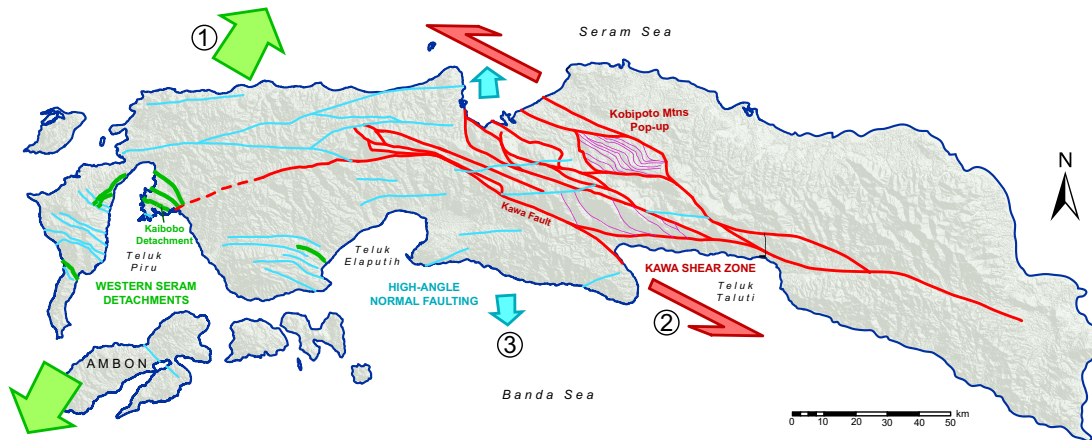 ①
Seram Sea
Kobipoto Mtns
Pop-up
N
Kawa Fault
Kaibobo
Detachment
Teluk
Piru
Teluk
Elaputih
WESTERN SERAM
DETACHMENTS
HIGH-ANGLE
NORMAL FAULTING
KAWA SHEAR ZONE
Teluk
Taluti
②
③
AMBON
Banda Sea
km
0 10 20 30 40 50